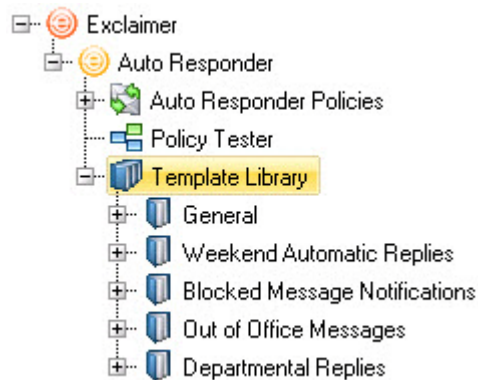 Exclaimer
Auto Responder
Auto Responder Policies
Policy Tester
Template Library
General
Weekend Automatic Replies
Blocked Message Notifications
Out of Office Messages
Departmental Replies